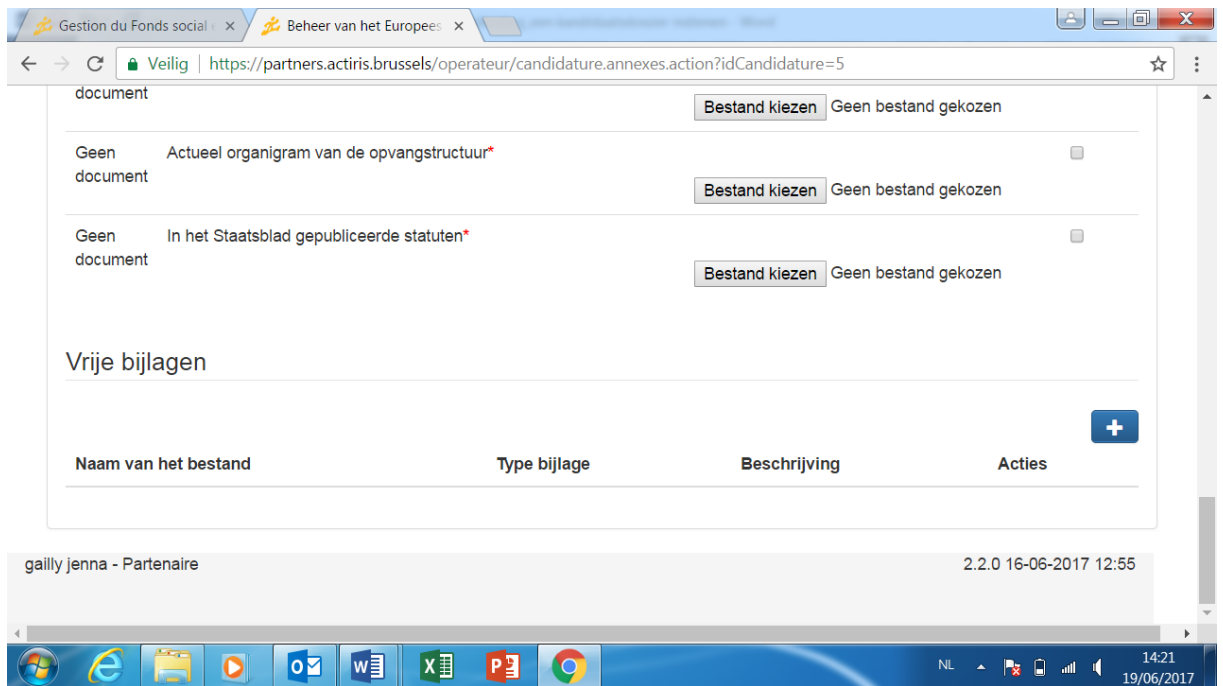 Gestion du Fonds social e
Beheer van het Europees
Veilig | https://partners.actiris.brussels/operateur/candidature.annexes.action?idCandidature=5
document
Bestand kiezen Geen bestand gekozen
Geen document
Actueel organigram van de opvangstructuur*
Bestand kiezen Geen bestand gekozen
Geen document
In het Staatsblad gepubliceerde statuten*
Bestand kiezen Geen bestand gekozen
Vrije bijlagen
+
Naam van het bestand Type bijlage Beschrijving Acties
gailly jenna - Partenaire 2.2.0 16-06-2017 12:55
NL 14:21
19/06/2017